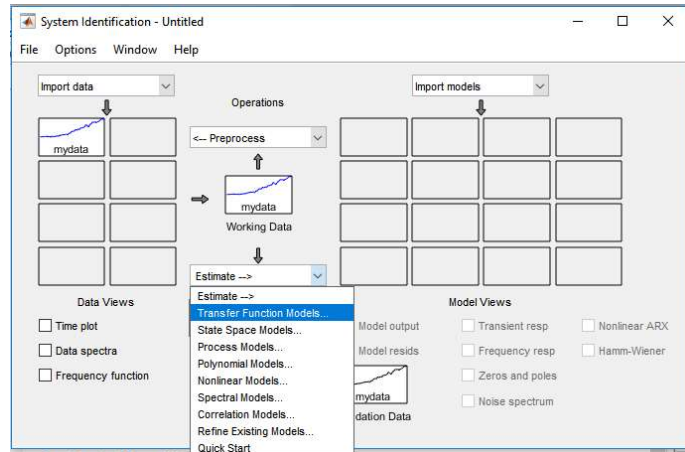 System Identification - Untitled
File Options Window Help
Import data
Import models
Operations
<-- Preprocess
mydata
mydata
Working Data
Estimate -->
Estimate -->
Transfer Function Models...
State Space Models...
Process Models...
Polynomial Models...
Nonlinear Models...
Spectral Models...
Correlation Models...
Refine Existing Models...
Quick Start
Data Views
Time plot
Data spectra
Frequency function
Model Views
Model output Transient resp Nonlinear ARX
Model resids Frequency resp Hamm-Wiener
Zeros and poles
Noise spectrum
mydata
dation Data